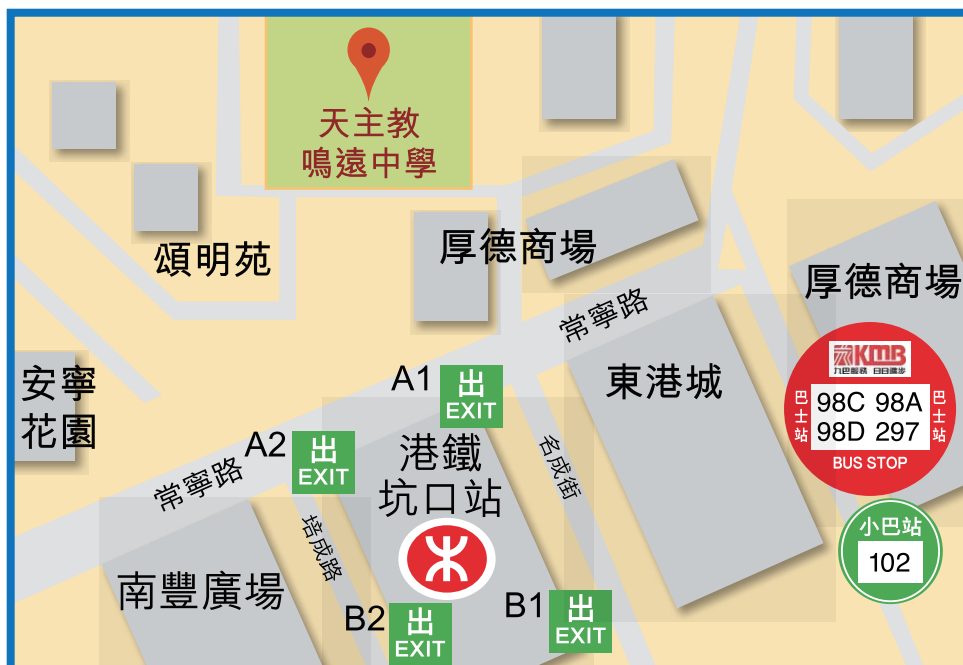 天主教
鳴遠中學
頌明苑
厚德商場
厚德商場
常寧路
安寧
花園
A1
出
EXIT
東港城
KMB
九巴服務 日日進步
巴士站
98C 98A
98D 297
巴士站
BUS STOP
A2
出
EXIT
港鐵
坑口站
名成街
常寧路
培成路
小巴站
102
南豐廣場
B2
出
EXIT
B1
出
EXIT